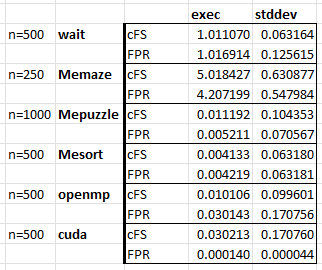 exec stddev
n=500 wait cFS 1.011070 0.063164
FPR 1.016914 0.125615
n=250 Memaze cFS 5.018427 0.630877
FPR 4.207199 0.547984
n=1000 Mepuzzle cFS 0.011192 0.104353
FPR 0.005211 0.070567
n=500 Mesort cFS 0.004133 0.063180
FPR 0.004219 0.063181
n=500 openmp cFS 0.010106 0.099601
FPR 0.030143 0.170756
n=500 cuda cFS 0.030213 0.170760
FPR 0.000140 0.000044